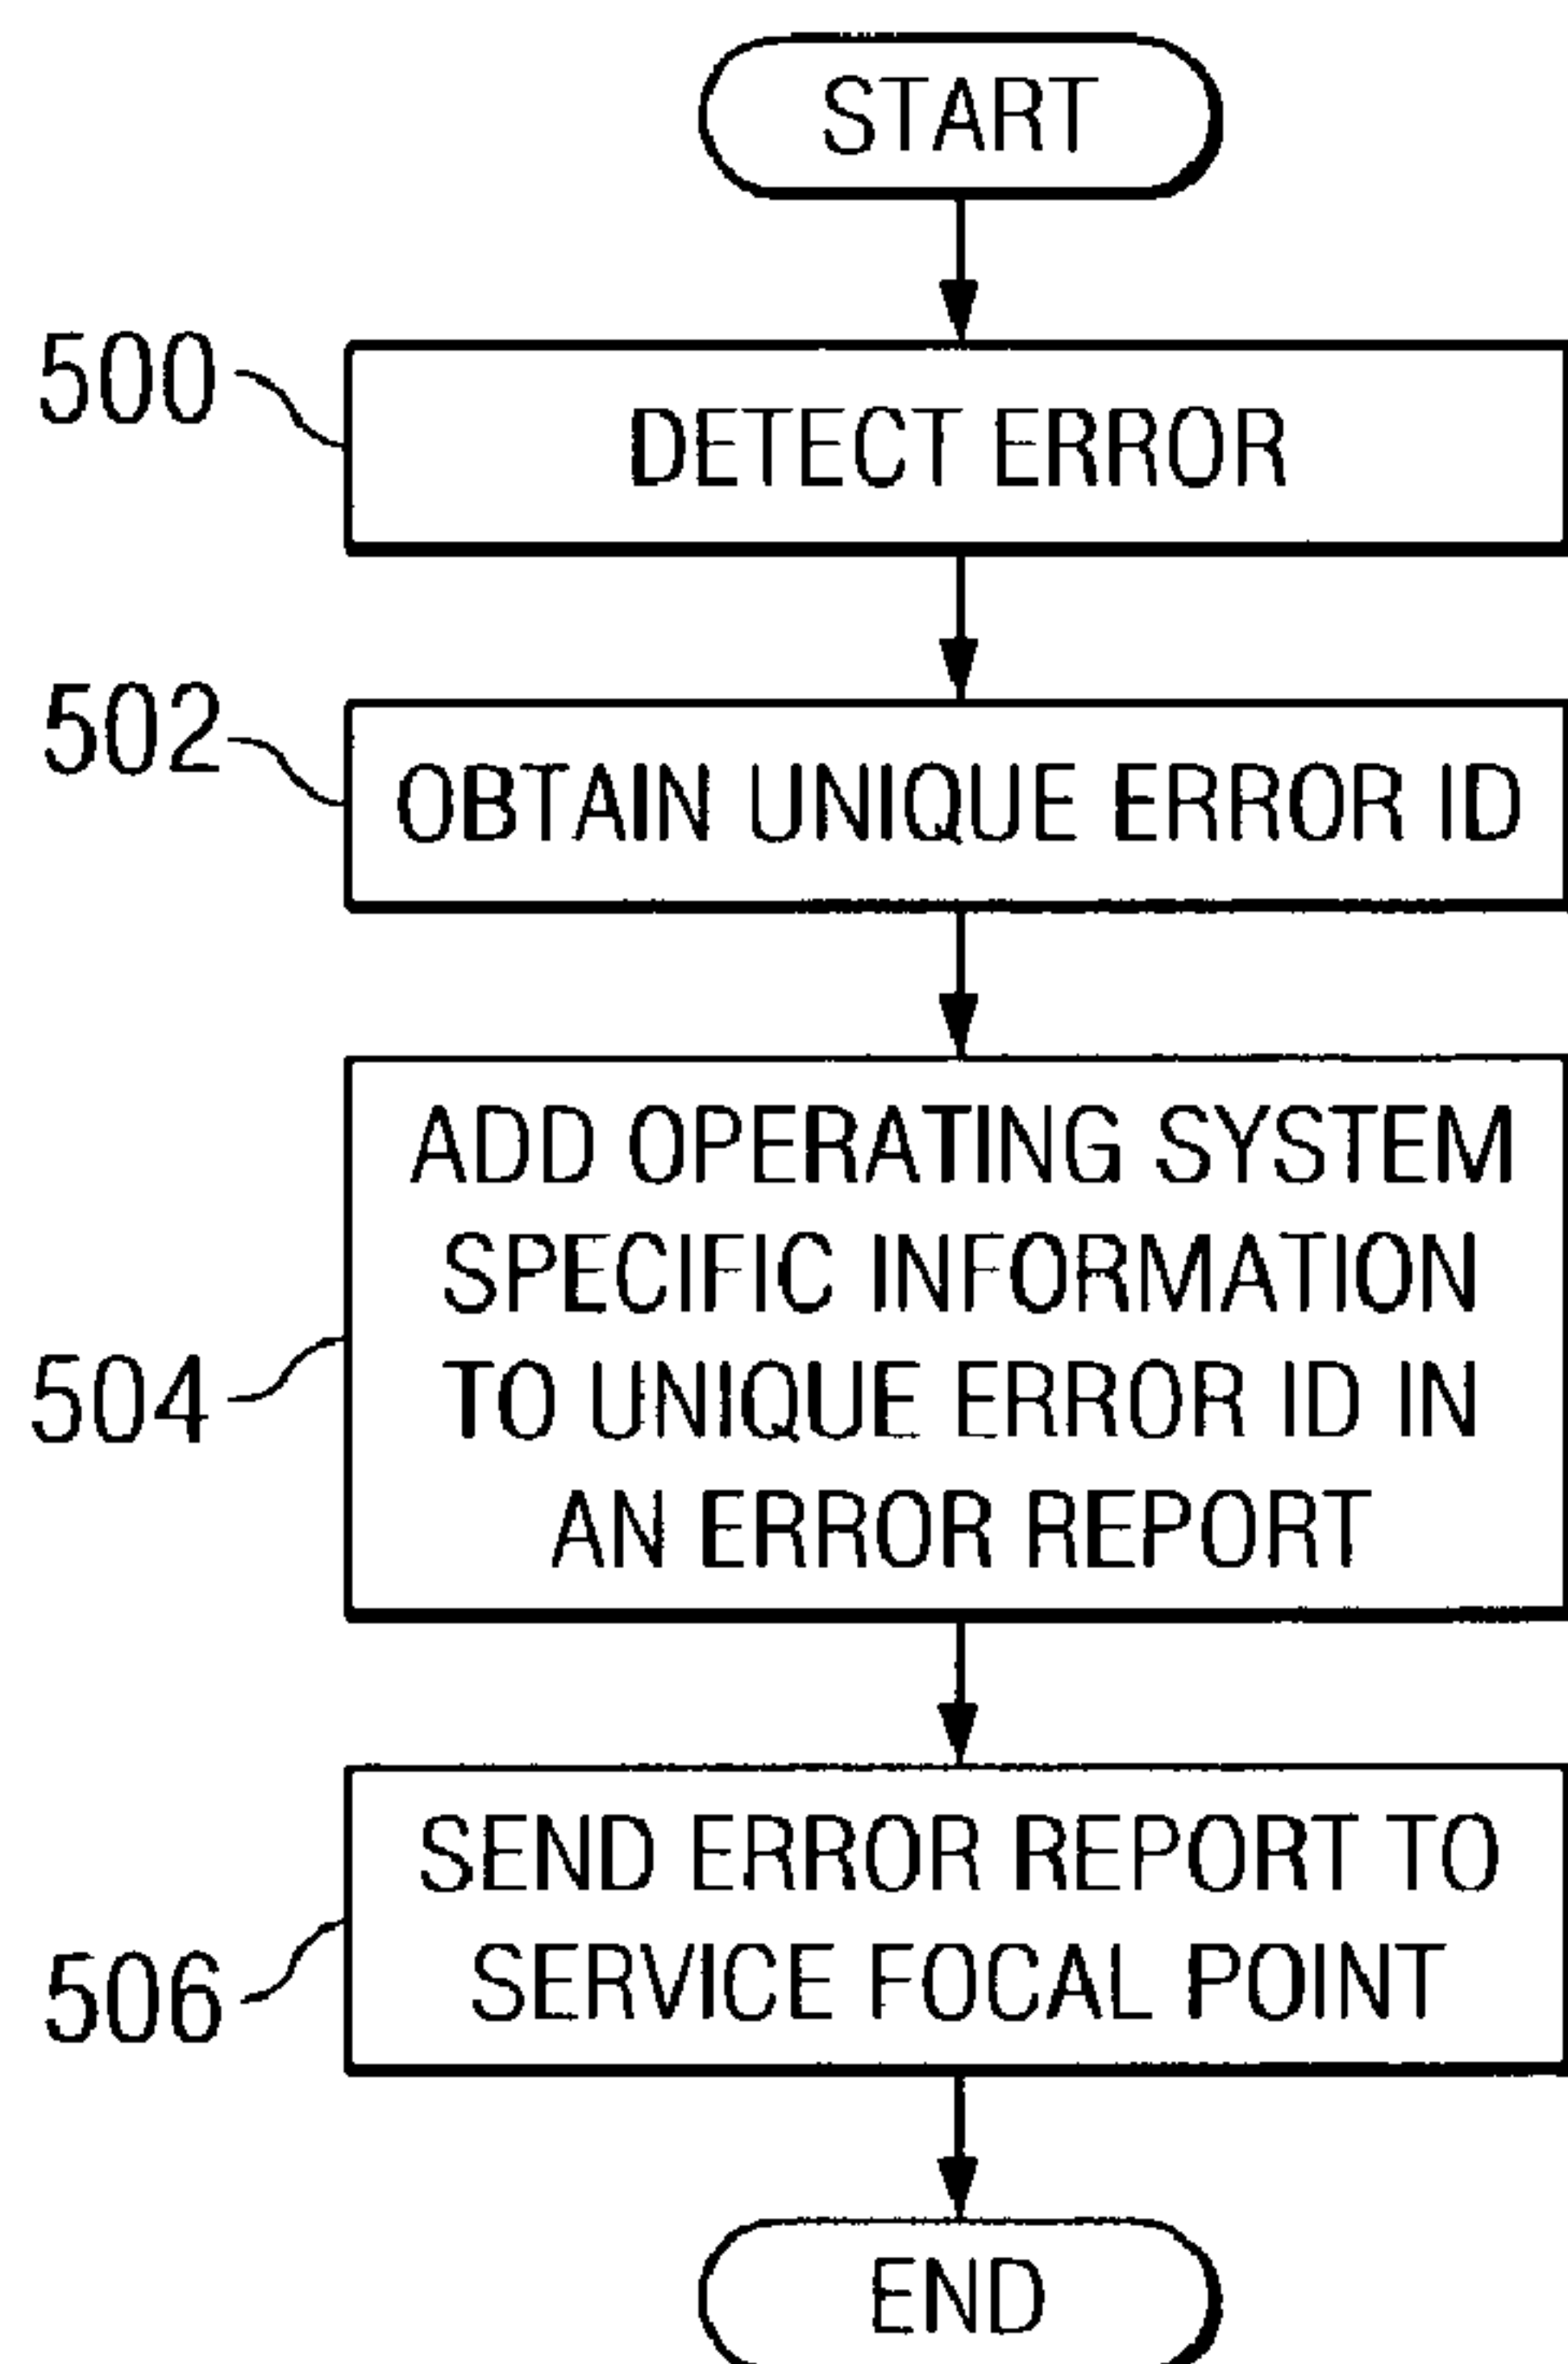 START
500
DETECT ERROR
502
OBTAIN UNIQUE ERROR ID
ADD OPERATING SYSTEM
SPECIFIC INFORMATION
TO UNIQUE ERROR ID IN
AN ERROR REPORT
504
SEND ERROR REPORT TO
SERVICE FOCAL POINT
506
END